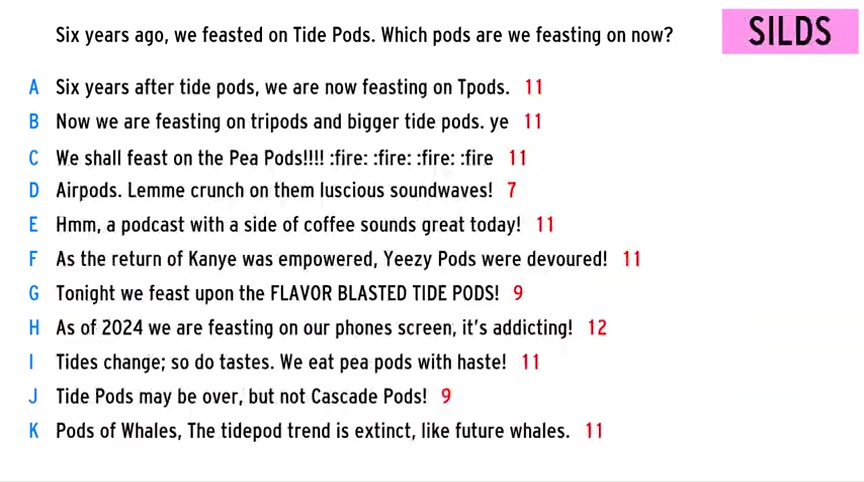 Six years ago, we feasted on Tide Pods. Which pods are we feasting on now?
SILDS
A Six years after tide pods, we are now feasting on Tpods. 11
B Now we are feasting on tripods and bigger tide pods. ye 11
C We shall feast on the Pea Pods!!!! :fire: :fire: :fire: :fire 11
D Airpods. Lemme crunch on them luscious soundwaves! 7
E Hmm, a podcast with a side of coffee sounds great today! 11
F As the return of Kanye was empowered, Yeezy Pods were devoured! 11
G Tonight we feast upon the FLAVOR BLASTED TIDE PODS! 9
H As of 2024 we are feasting on our phones screen, it's addicting! 12
I Tides change; so do tastes. We eat pea pods with haste! 11
J Tide Pods may be over, but not Cascade Pods! 9
K Pods of Whales, The tidepod trend is extinct, like future whales. 11